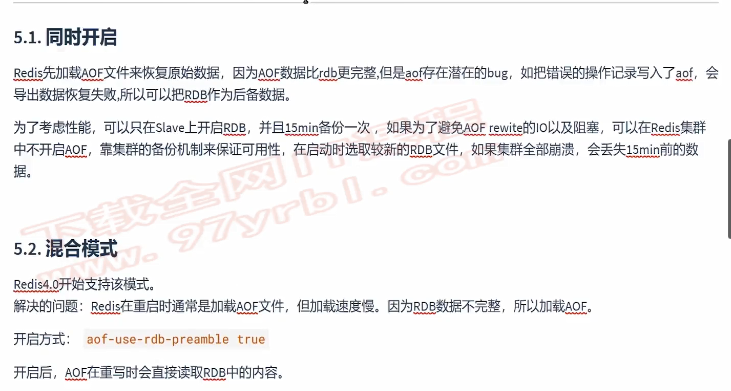 5.1. 同时开启
Redis先加载AOF文件来恢复原始数据，因为AOF数据比rdb更完整,但是aof存在潜在的bug，如把错误的操作记录写入了aof，会
导出数据恢复失败,所以可以把RDB作为后备数据。
为了考虑性能，可以只在Slave上开启RDB，并且15min备份一次 ，如果为了避免AOF rewite的IO以及阻塞，可以在Redis集群
中不开启AOF，靠集群的备份机制来保证可用性，在启动时选取较新的RDB文件，如果集群全部崩溃，会丢失15min前的数
据。
下载全网IT课程
www.97yrbl.com
5.2. 混合模式
Redis4.0开始支持该模式。
解决的问题：Redis在重启时通常是加载AOF文件，但加载速度慢。因为RDB数据不完整，所以加载AOF。
开启方式： aof-use-rdb-preamble true
开启后，AOF在重写时会直接读取RDB中的内容。